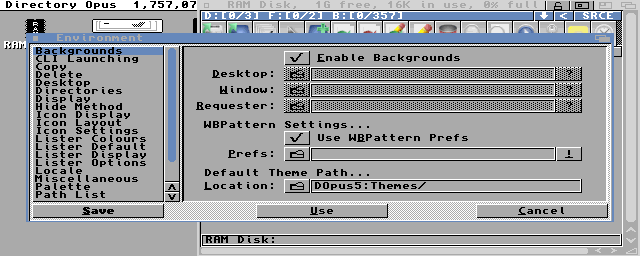 Directory Opus 1,757,07
RAM Disk, 1G free, 16K in use, 0% full
D:[0/3] F:[0/2] B:[0/357]
SRCE
RAM
Environment
Backgrounds
CLI Launching
Copy
Delete
Desktop
Directories
Display
Hide Method
Icon Display
Icon Layout
Icon Settings
Lister Colours
Lister Default
Lister Display
Lister Options
Locale
Miscellaneous
Palette
Path List
Enable Backgrounds
Desktop: ?
Window: ?
Requester: ?
WBPattern Settings...
Use WBPattern Prefs
Prefs: !
Default Theme Path...
Location: DOpus5:Themes/
Save Use Cancel
RAM Disk: